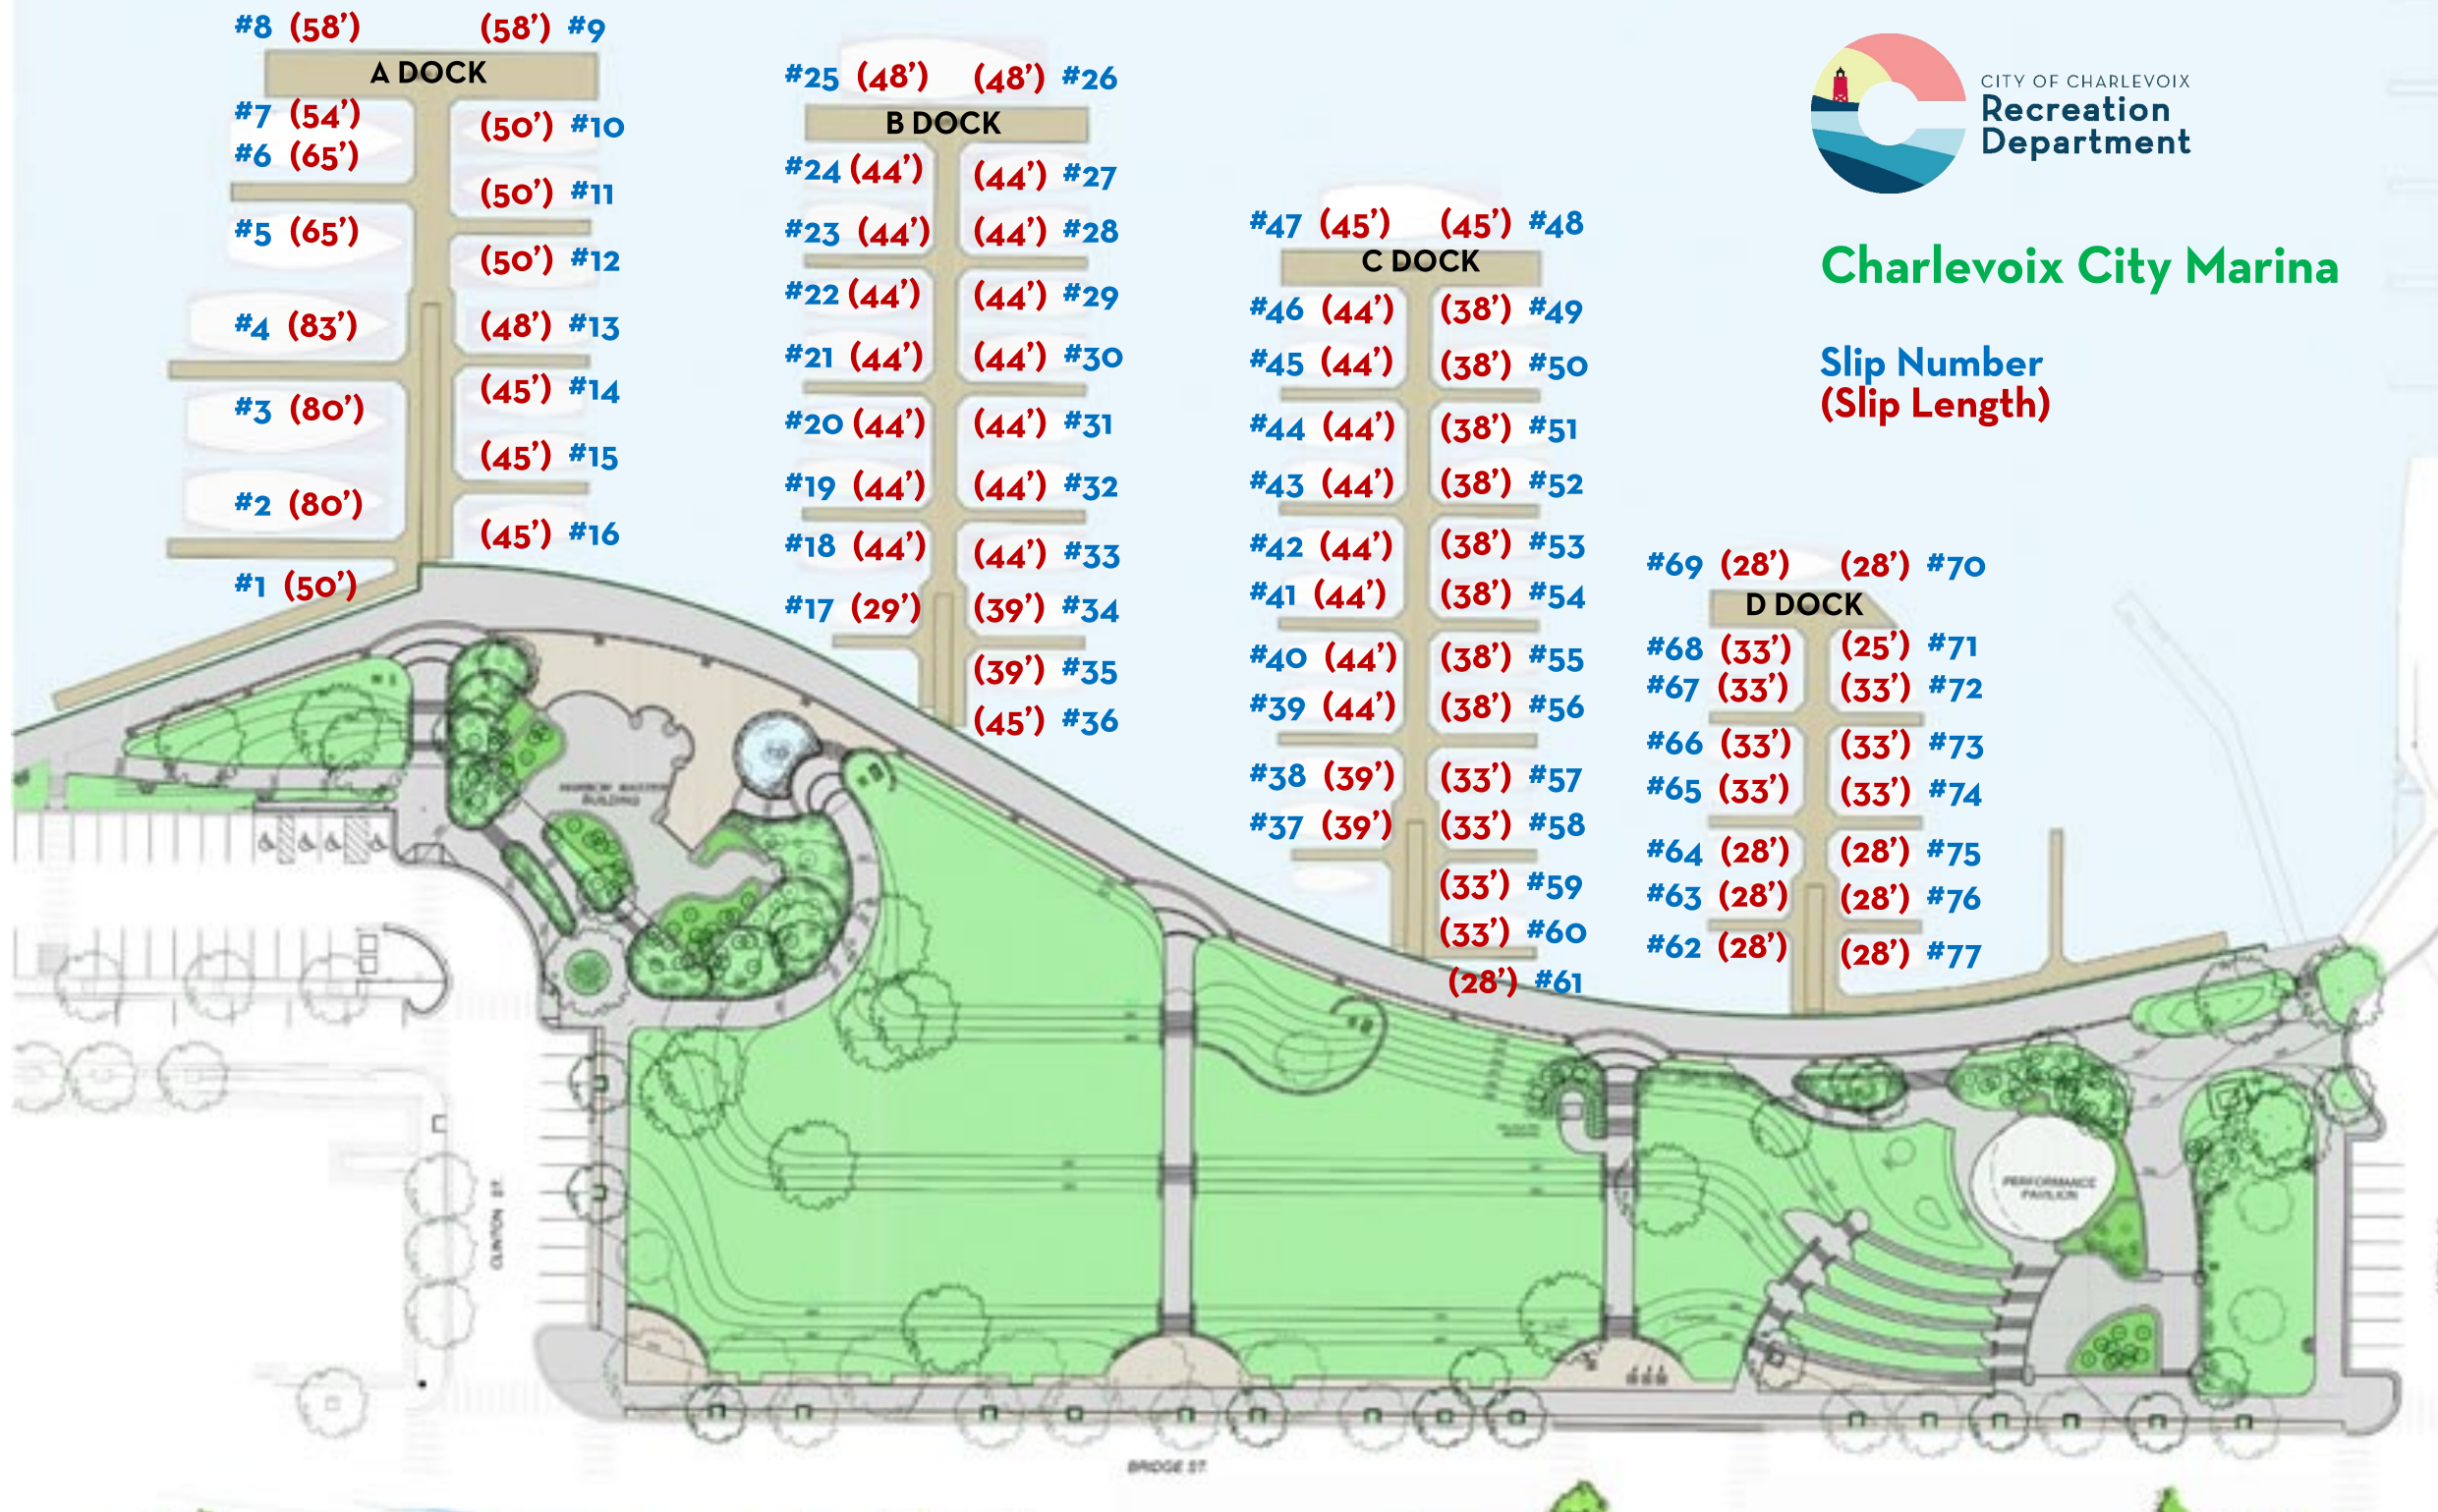 #8 (58’) (58’) #9
A DOCK
#7 (54’)
(50’) #10
#6 (65’)
(50’) #11
#5 (65’)
(50’) #12
#4 (83’) (48’) #13
(45’) #14
#3 (80’)
(45’) #15
#2 (80’)
(45’) #16
#1 (50’)
#25 (48’) (48’) #26
B DOCK
#24 (44’) (44’) #27
#23 (44’) (44’) #28
#22 (44’) (44’) #29
#21 (44’) (44’) #30
#20 (44’) (44’) #31
#19 (44’) (44’) #32
#18 (44’) (44’) #33
#17 (29’) (39’) #34
(39’) #35
(45’) #36
#47 (45’) (45’) #48
C DOCK
#46 (44’) (38’) #49
#45 (44’) (38’) #50
#44 (44’) (38’) #51
#43 (44’) (38’) #52
#42 (44’) (38’) #53
#41 (44’) (38’) #54
#40 (44’) (38’) #55
#39 (44’) (38’) #56
#38 (39’) (33’) #57
#37 (39’) (33’) #58
(33’) #59
(33’) #60
(28’) #61
#69 (28’) (28’) #70
D DOCK
#68 (33’) (25’) #71
#67 (33’) (33’) #72
#66 (33’) (33’) #73
#65 (33’) (33’) #74
#64 (28’) (28’) #75
#63 (28’) (28’) #76
#62 (28’) (28’) #77
CITY OF CHARLEVOIX
Recreation
Department
Charlevoix City Marina
Slip Number
(Slip Length)
HARBOR MASTER
BUILDING
PERFORMANCE
PAVILION
CLINTON ST.
BRIDGE ST.